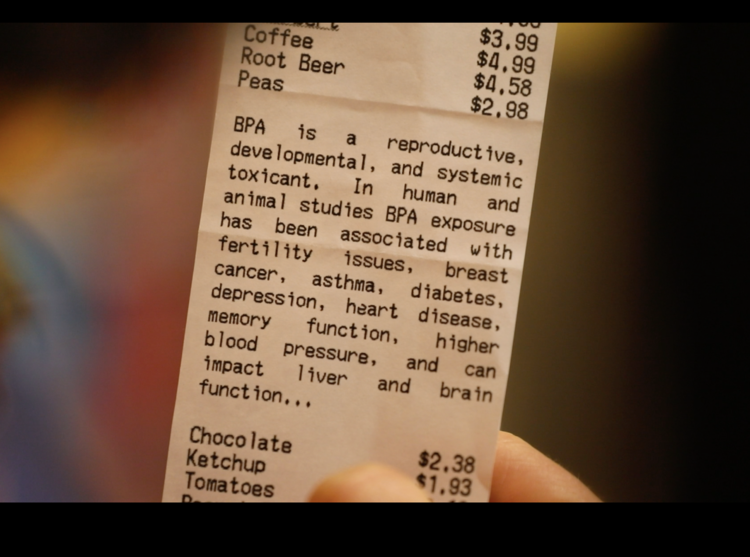 Coffee $3.99
Root Beer $4.99
Peas $4.58
$2.98
BPA is a reproductive,
developmental, and systemic
toxicant. In human and
animal studies BPA exposure
has been associated with
fertility issues, breast
cancer, asthma, diabetes,
depression, heart disease,
memory function, higher
blood pressure, and can
impact liver and brain
function...
Chocolate $2.38
Ketchup $1.93
Tomatoes